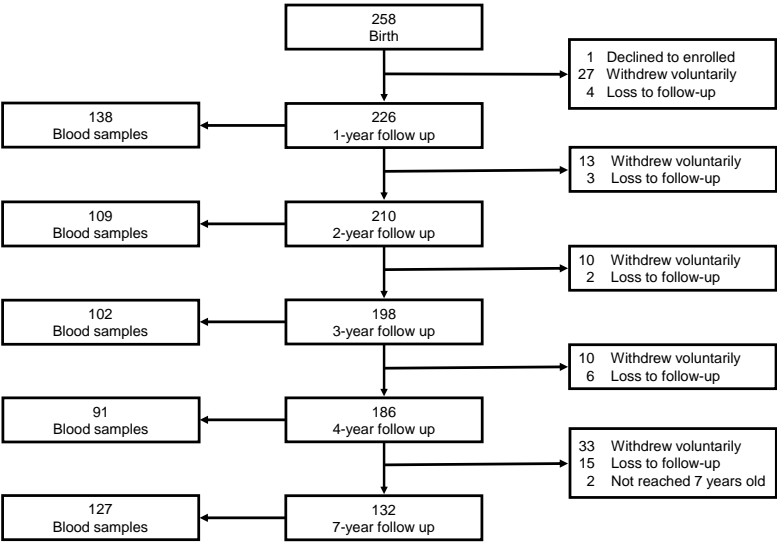 258
Birth
1 Declined to enrolled
27 Withdrew voluntarily
4 Loss to follow-up
138
Blood samples
226
1-year follow up
13 Withdrew voluntarily
3 Loss to follow-up
109
Blood samples
210
2-year follow up
10 Withdrew voluntarily
2 Loss to follow-up
102
Blood samples
198
3-year follow up
10 Withdrew voluntarily
6 Loss to follow-up
91
Blood samples
186
4-year follow up
33 Withdrew voluntarily
15 Loss to follow-up
2 Not reached 7 years old
127
Blood samples
132
7-year follow up